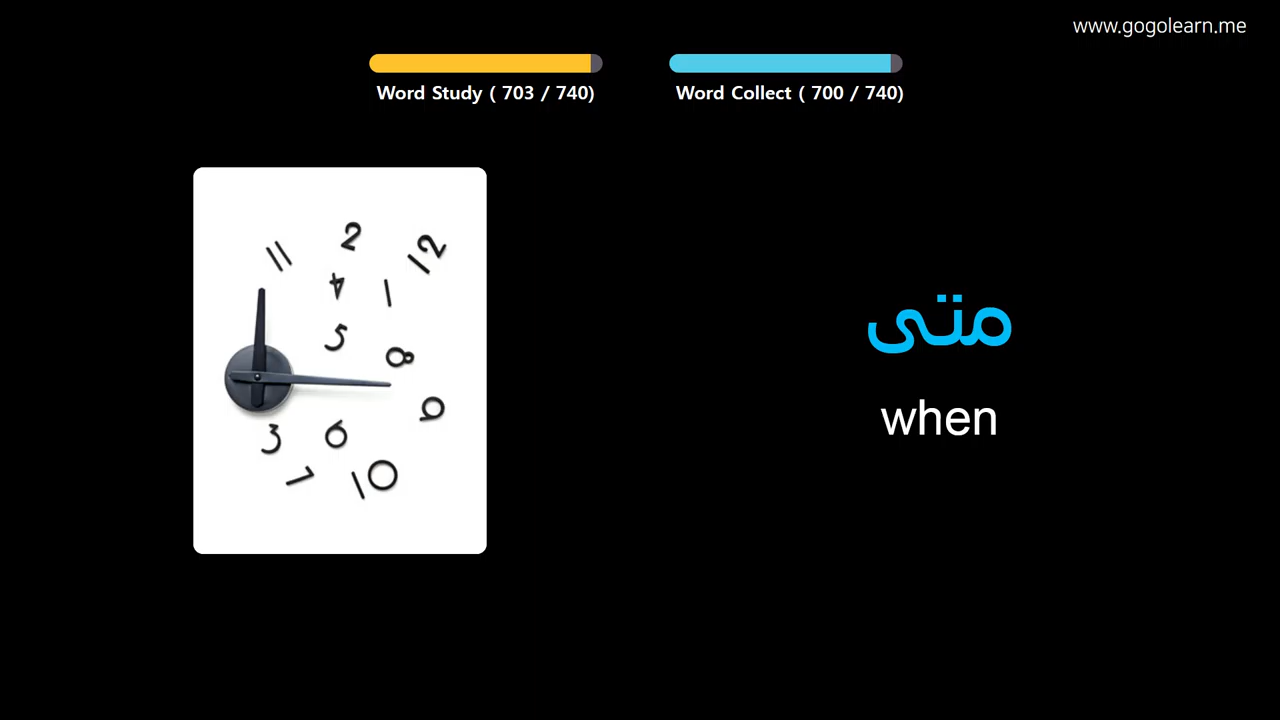 www.gogolearn.me
Word Study ( 703 / 740)
Word Collect ( 700 / 740)
11
2
12
4
1
5
8
9
3
6
7
10
متى
when